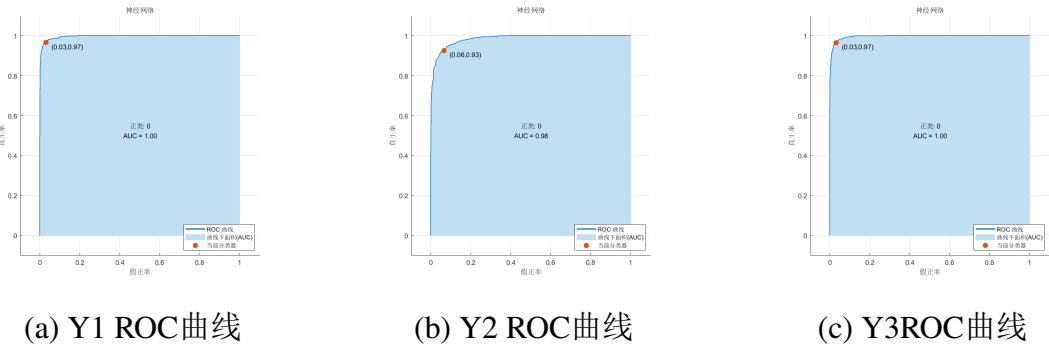 神经网络
1
0.8
0.6
0.4
0.2
0
真正率
(0.03,0.97)
正类: 0
AUC = 1.00
ROC 曲线
曲线下面积(AUC)
当前分类器
0 0.2 0.4 0.6 0.8 1
假正率
(a) Y1 ROC曲线
神经网络
1
0.8
0.6
0.4
0.2
0
真正率
(0.06,0.93)
正类: 0
AUC = 0.98
ROC 曲线
曲线下面积(AUC)
当前分类器
0 0.2 0.4 0.6 0.8 1
假正率
(b) Y2 ROC曲线
神经网络
1
0.8
0.6
0.4
0.2
0
真正率
(0.03,0.97)
正类: 0
AUC = 1.00
ROC 曲线
曲线下面积(AUC)
当前分类器
0 0.2 0.4 0.6 0.8 1
假正率
(c) Y3ROC曲线